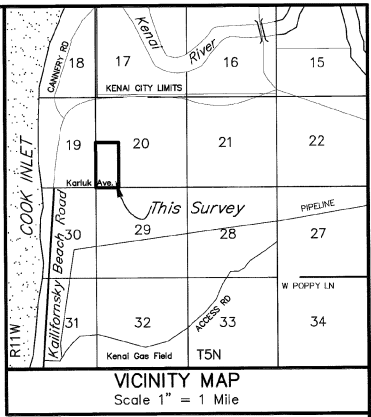 Kenai
River
CANNERY RD
18
17
16
15
KENAI CITY LIMITS
19
20
21
22
COOK INLET
Karluk Ave.
This Survey
Kalifornsky Beach Road
PIPELINE
30
29
28
27
W POPPY LN
ACCESS RD
31
32
33
34
R11W
Kenai Gas Field
T5N
VICINITY MAP
Scale 1" = 1 Mile